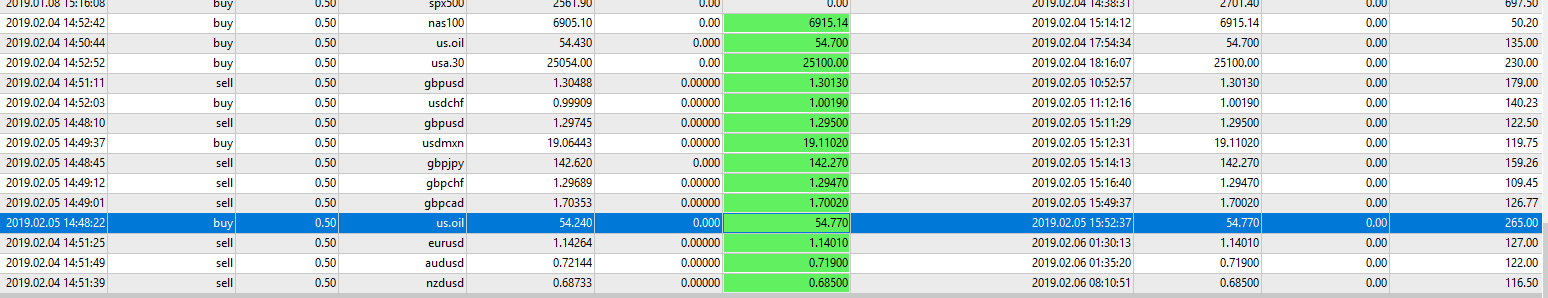 2019.01.08 15:16:08 buy 0.50 spx500 2561.90 0.00 0.00 2019.02.04 14:38:31 2701.40 0.00 697.50
2019.02.04 14:52:42 buy 0.50 nas100 6905.10 0.00 6915.14 2019.02.04 15:14:12 6915.14 0.00 50.20
2019.02.04 14:50:44 buy 0.50 us.oil 54.430 0.000 54.700 2019.02.04 17:54:34 54.700 0.00 135.00
2019.02.04 14:52:52 buy 0.50 usa.30 25054.00 0.00 25100.00 2019.02.04 18:16:07 25100.00 0.00 230.00
2019.02.04 14:51:11 sell 0.50 gbpusd 1.30488 0.00000 1.30130 2019.02.05 10:52:57 1.30130 0.00 179.00
2019.02.04 14:52:03 buy 0.50 usdchf 0.99909 0.00000 1.00190 2019.02.05 11:12:16 1.00190 0.00 140.23
2019.02.05 14:48:10 sell 0.50 gbpusd 1.29745 0.00000 1.29500 2019.02.05 15:11:29 1.29500 0.00 122.50
2019.02.05 14:49:37 buy 0.50 usdmxn 19.06443 0.00000 19.11020 2019.02.05 15:12:31 19.11020 0.00 119.75
2019.02.05 14:48:45 sell 0.50 gbpjpy 142.620 0.000 142.270 2019.02.05 15:14:13 142.270 0.00 159.26
2019.02.05 14:49:12 sell 0.50 gbpchf 1.29689 0.00000 1.29470 2019.02.05 15:16:40 1.29470 0.00 109.45
2019.02.05 14:49:01 sell 0.50 gbpcad 1.70353 0.00000 1.70020 2019.02.05 15:49:37 1.70020 0.00 126.77
2019.02.05 14:48:22 buy 0.50 us.oil 54.240 0.000 54.770 2019.02.05 15:52:37 54.770 0.00 265.00
2019.02.04 14:51:25 sell 0.50 eurusd 1.14264 0.00000 1.14010 2019.02.06 01:30:13 1.14010 0.00 127.00
2019.02.04 14:51:49 sell 0.50 audusd 0.72144 0.00000 0.71900 2019.02.06 01:35:20 0.71900 0.00 122.00
2019.02.04 14:51:39 sell 0.50 nzdusd 0.68733 0.00000 0.68500 2019.02.06 08:10:51 0.68500 0.00 116.50